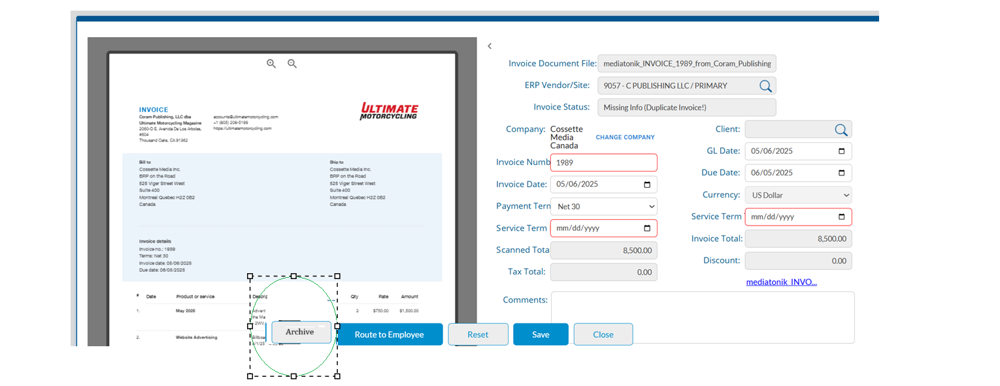 INVOICE
Coram Publishing, LLC dba
Ultimate Motorcycling Magazine
2060-D E. Avenida De Los Arboles,
#604
Thousand Oaks, CA 91362
accounts@ultimatemotorcycling.com
+1 (805) 208-5199
https://ultimatemotorcycling.com
ULTIMATE
MOTORCYCLING
Bill to
Cossette Media Inc.
BRP on the Road
525 Viger Street West
Suite 400
Montreal Quebec H2Z 0B2
Canada
Ship to
Cossette Media Inc.
BRP on the Road
525 Viger Street West
Suite 400
Montreal Quebec H2Z 0B2
Canada
Invoice details
Invoice no.: 1989
Terms: Net 30
Invoice date: 05/06/2025
Due date: 06/05/2025
# Date Product or service Descrip Qty Rate Amount
1. May 2025 Advert 2 $750.00 $1,500.00
the Ma
2WV,
2. Website Advertising Billboa
4/1/25
Archive
Route to Employee
Reset
Save
Close
Invoice Document File: mediatonik_INVOICE_1989_from_Coram_Publishing
ERP Vendor/Site: 9057 - C PUBLISHING LLC / PRIMARY
Invoice Status: Missing Info (Duplicate Invoice!)
Company: Cossette
Media
Canada
CHANGE COMPANY
Client:
Invoice Numb 1989
GL Date: 05/06/2025
Invoice Date: 05/06/2025
Due Date: 06/05/2025
Payment Tern Net 30
Currency: US Dollar
Service Term mm/dd/yyyy
Service Term mm/dd/yyyy
Scanned Tota 8,500.00
Invoice Total: 8,500.00
Tax Total: 0.00
Discount: 0.00
mediatonik_INVO...
Comments: